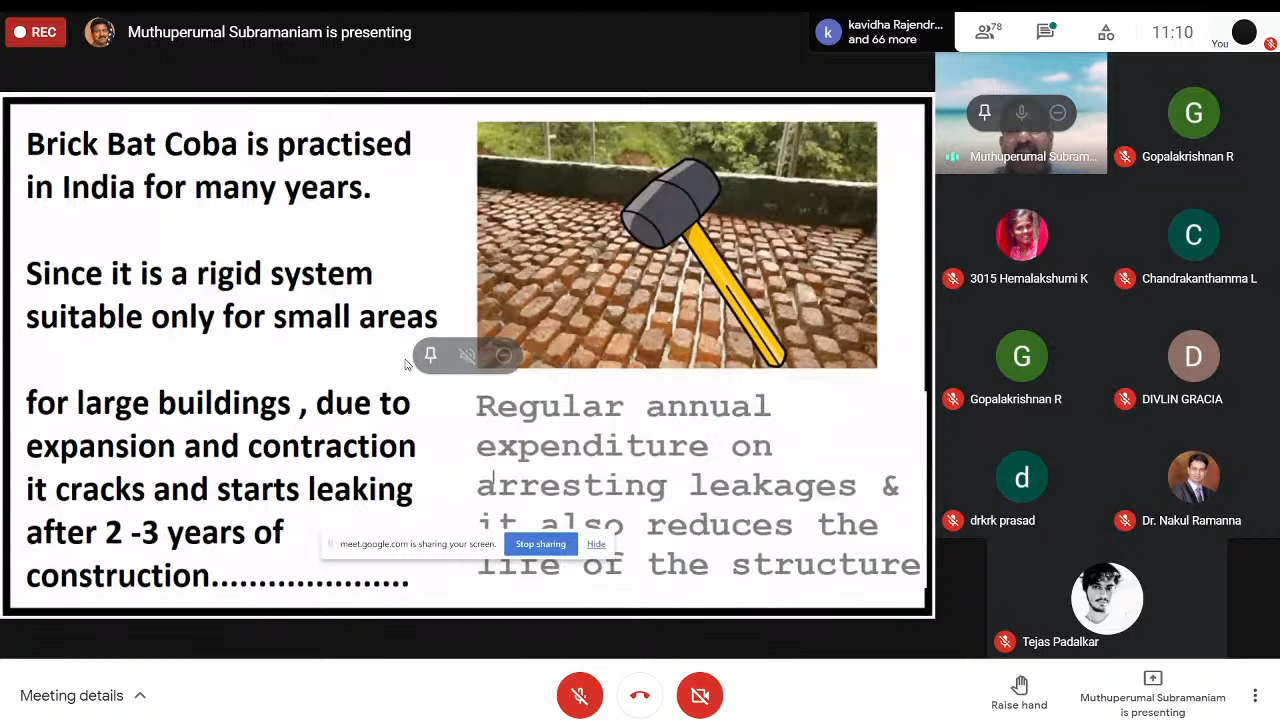 REC
Muthuperumal Subramaniam is presenting
k
kavidha Rajendr...
and 66 more
78
11:10
You
Brick Bat Coba is practised
in India for many years.
Since it is a rigid system
suitable only for small areas
for large buildings , due to
expansion and contraction
it cracks and starts leaking
after 2 -3 years of
construction.....................
Regular annual
expenditure on
arresting leakages &
it also reduces the
life of the structure
meet.google.com is sharing your screen.
Stop sharing
Hide
Muthuperumal Subram...
G
Gopalakrishnan R
3015 Hemalakshumi K
C
Chandrakanthamma L
G
Gopalakrishnan R
D
DIVLIN GRACIA
d
drkrk prasad
Dr. Nakul Ramanna
Tejas Padalkar
Meeting details
Raise hand
Muthuperumal Subramaniam
is presenting